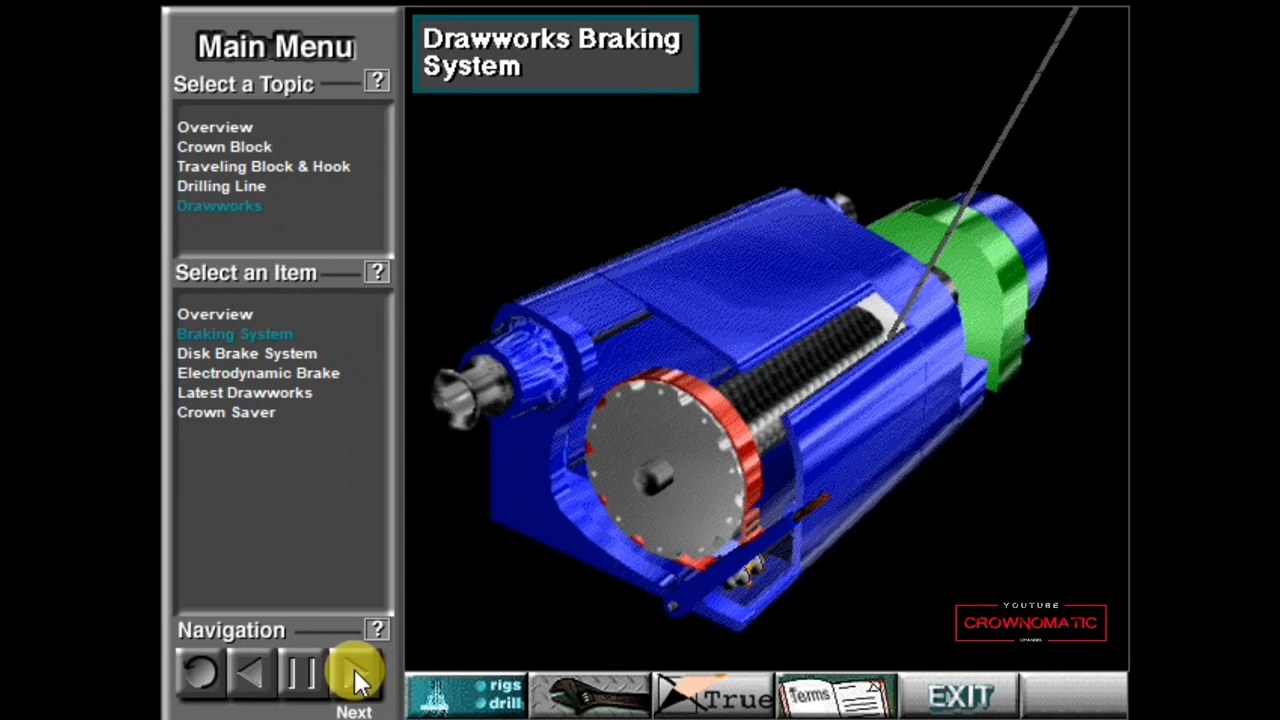 Main Menu
Select a Topic
?
Overview
Crown Block
Traveling Block & Hook
Drilling Line
Drawworks
Select an Item
?
Overview
Braking System
Disk Brake System
Electrodynamic Brake
Latest Drawworks
Crown Saver
Navigation
?
Next
Drawworks Braking
System
YOUTUBE
CROWNOMATIC
CHANNEL
rigs
drill
True
Terms
EXIT